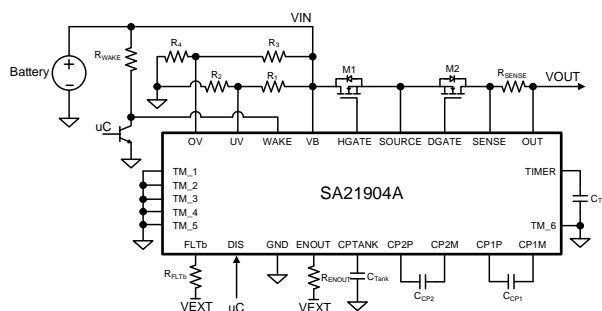 VIN
R4
R3
RWAKE
Battery
R2
R1
M1
M2
RSENSE
VOUT
uC
OV
UV
WAKE
VB
HGATE
SOURCE
DGATE
SENSE
OUT
TM_1
TM_2
TM_3
TM_4
TM_5
SA21904A
TIMER
CT
TM_6
FLTb
DIS
GND
ENOUT
CPTANK
CP2P
CP2M
CP1P
CP1M
RFLTb
RENOUT
CTank
CCP2
CCP1
VEXT
uC
VEXT